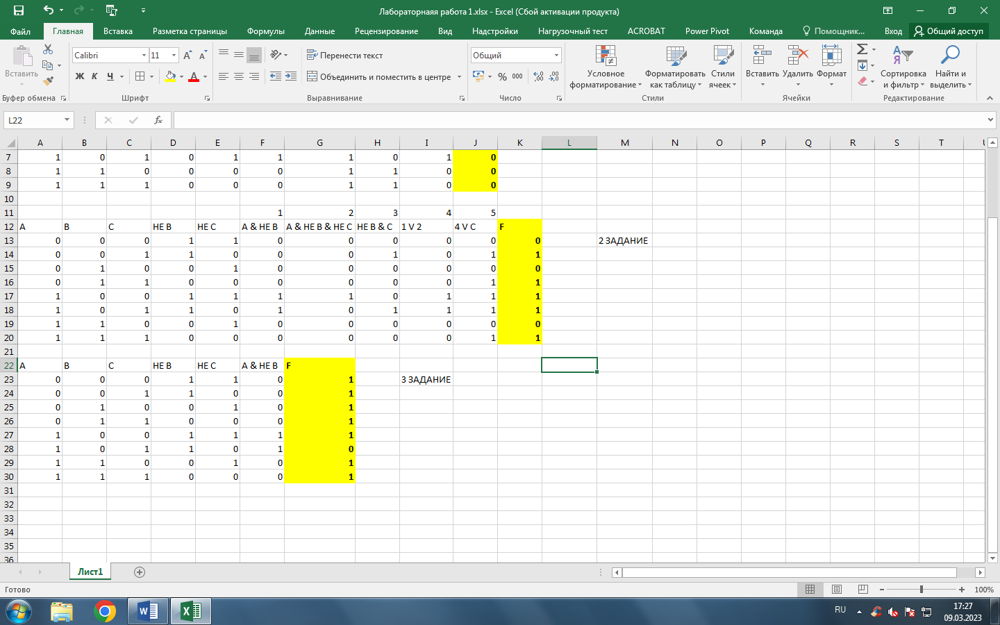 Лабораторнаяя работа 1.xlsx - Excel (Сбой активации продукта)
Файл Главная Вставка Разметка страницы Формулы Данные Рецензирование Вид Надстройки Нагрузочный тест ACROBAT Power Pivot Команда Помощник... Вход Общий доступ
Вставить
Calibri 11
Ж К Ч А
Перенести текст
Объединить и поместить в центре
Общий
% 000
Условное форматирование
Форматировать как таблицу
Стили ячеек
Вставить Удалить Формат
Сортировка и фильтр
Найти и выделить
Буфер обмена Шрифт Выравнивание Число Стили Ячейки Редактирование
L22 fx
A B C D E F G H I J K L M N O P Q R S T U
7 1 0 1 0 1 1 1 0 1 0
8 1 1 0 0 0 0 1 1 0 0
9 1 1 1 0 0 0 1 1 0 0
10
11 1 2 3 4 5
12 A B C НЕ В НЕ С A & НЕ В A & НЕ В & НЕ С НЕ В & С 1 V 2 4 V C F
13 0 0 0 1 1 0 0 0 0 0 0 2 ЗАДАНИЕ
14 0 0 1 1 0 0 0 1 0 1 1
15 0 1 0 0 1 0 0 0 0 0 0
16 0 1 1 0 0 0 0 0 0 1 1
17 1 0 0 1 1 1 1 0 1 1 1
18 1 0 1 1 0 1 0 1 1 1 1
19 1 1 0 0 1 0 0 0 0 0 0
20 1 1 1 0 0 0 0 0 0 1 1
21
22 A B C НЕ В НЕ С A & НЕ В F
23 0 0 0 1 1 0 1 3 ЗАДАНИЕ
24 0 0 1 1 0 0 1
25 0 1 0 0 1 0 1
26 0 1 1 0 0 0 1
27 1 0 0 1 1 1 1
28 1 0 1 1 0 1 0
29 1 1 0 0 1 0 1
30 1 1 1 0 0 0 1
31
32
33
34
35
36
Лист1
Готово 100%
RU 17:27
09.03.2023